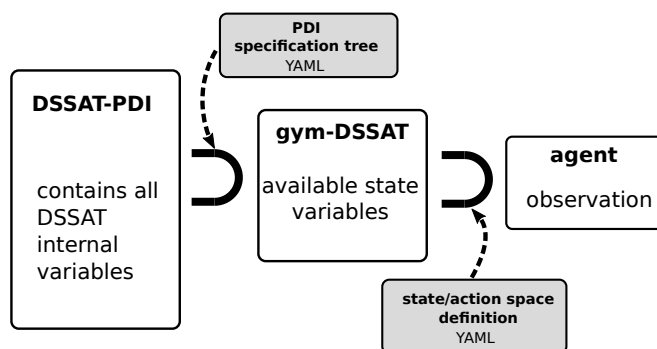 PDI
specification tree
YAML
DSSAT-PDI
contains all
DSSAT
internal
variables
gym-DSSAT
available state
variables
agent
observation
state/action space
definition
YAML